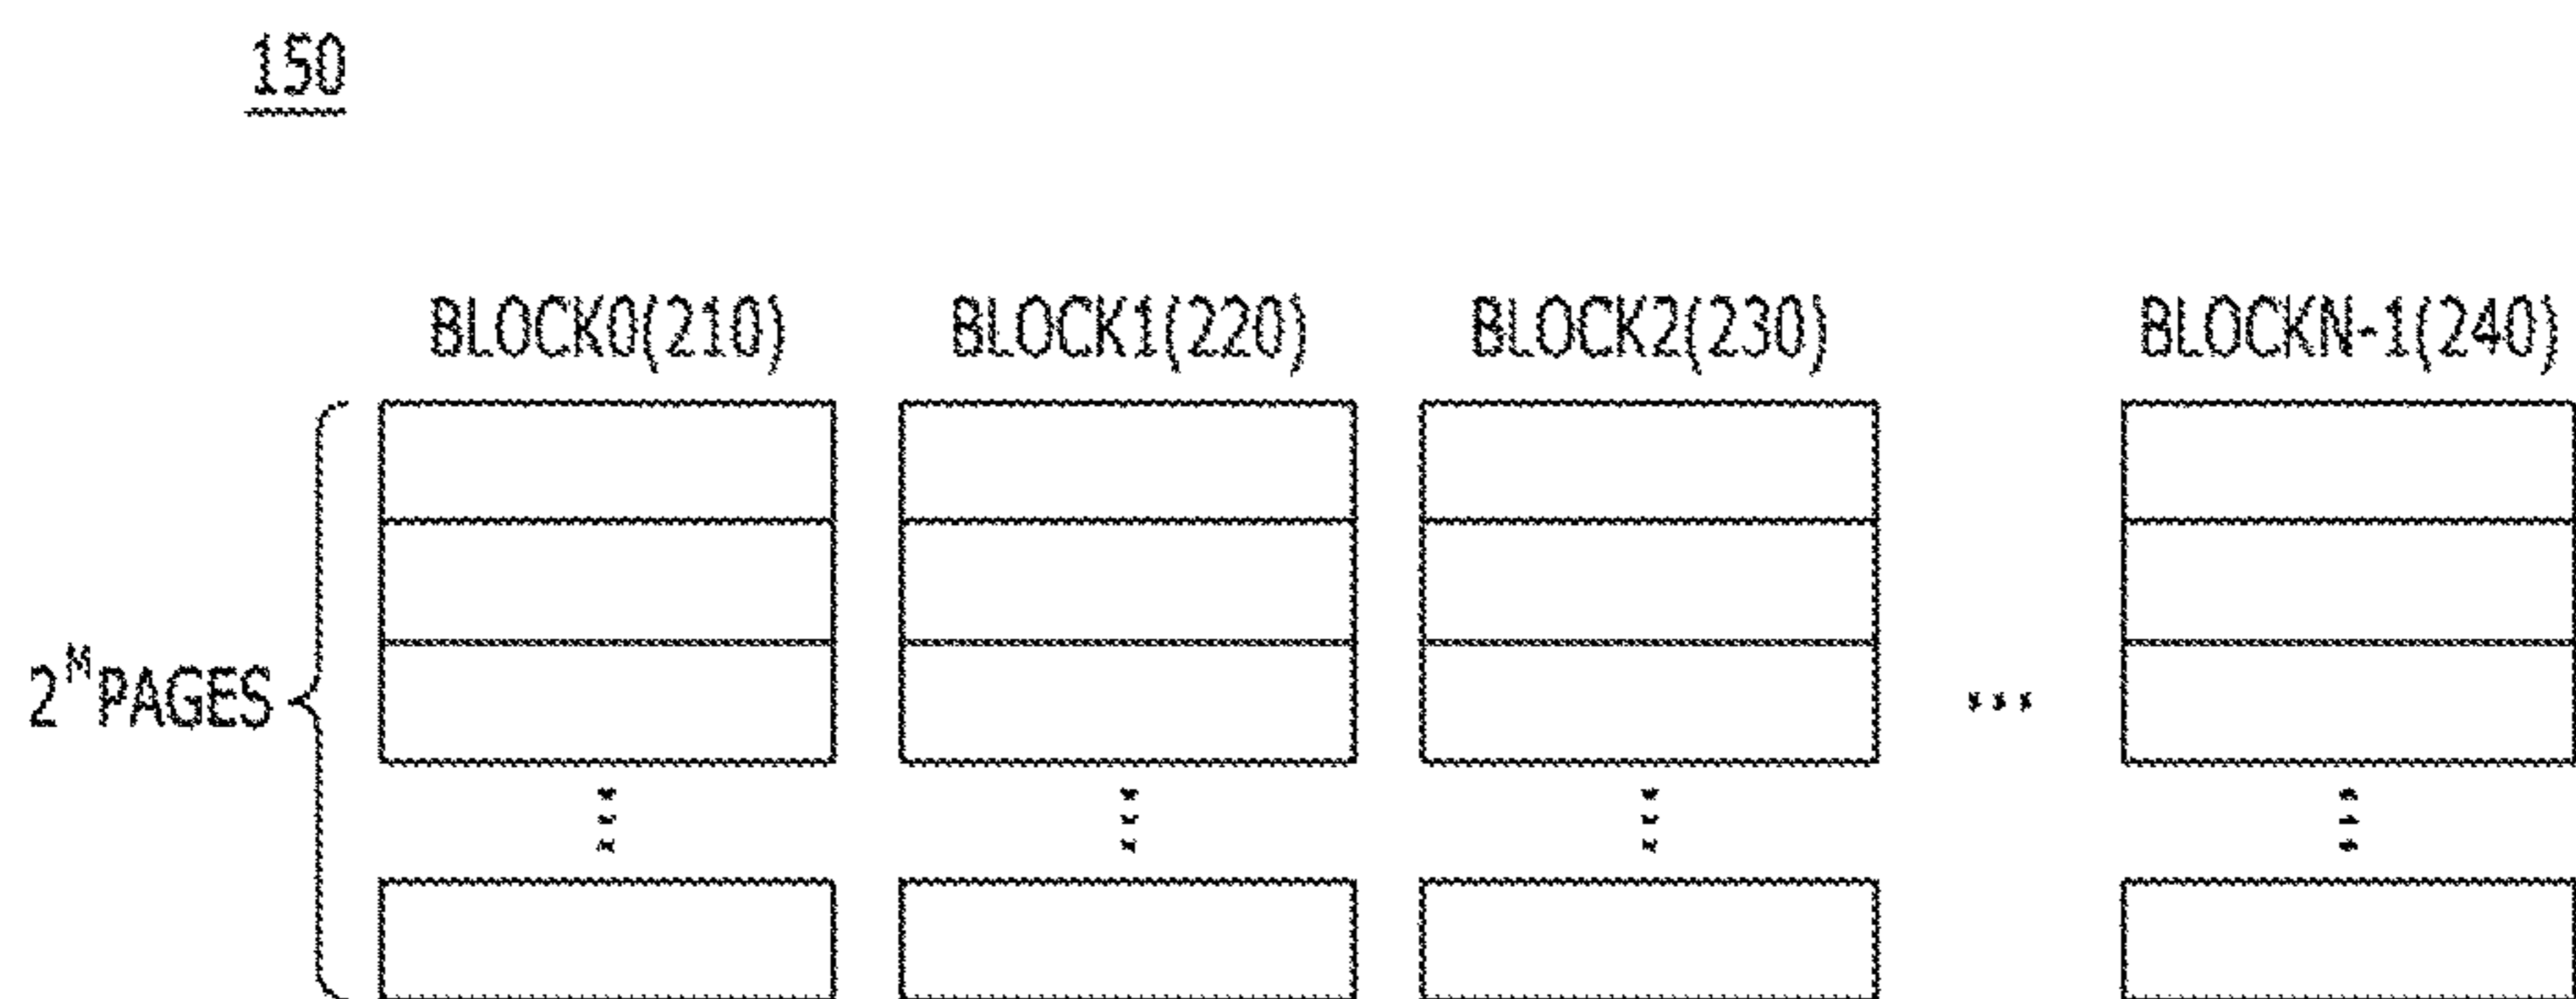 150
BLOCK0(210) BLOCK1(220) BLOCK2(230) BLOCKN-1(240)
2^M PAGES
...